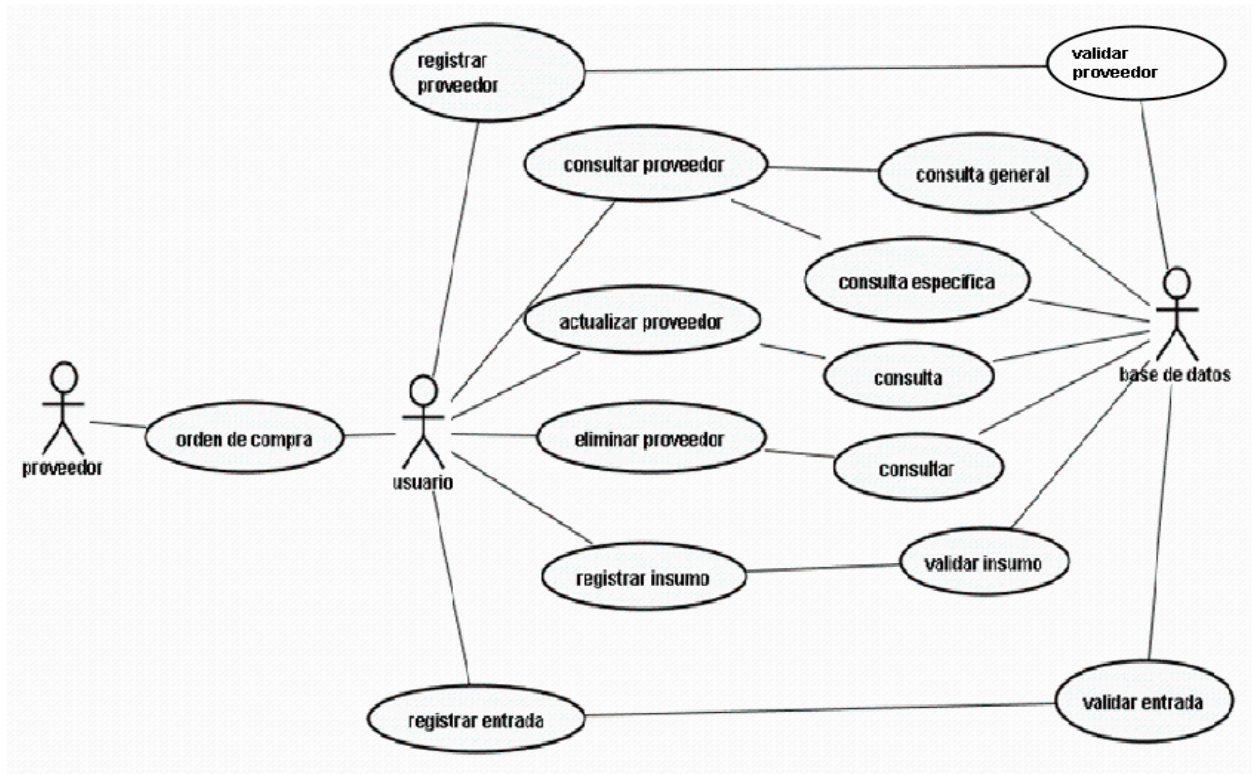 registrar
proveedor
validar
proveedor
consultar proveedor
consulta general
consulta especifica
actualizar proveedor
consulta
base de datos
orden de compra
eliminar proveedor
proveedor
usuario
consultar
registrar insumo
validar insumo
registrar entrada
validar entrada